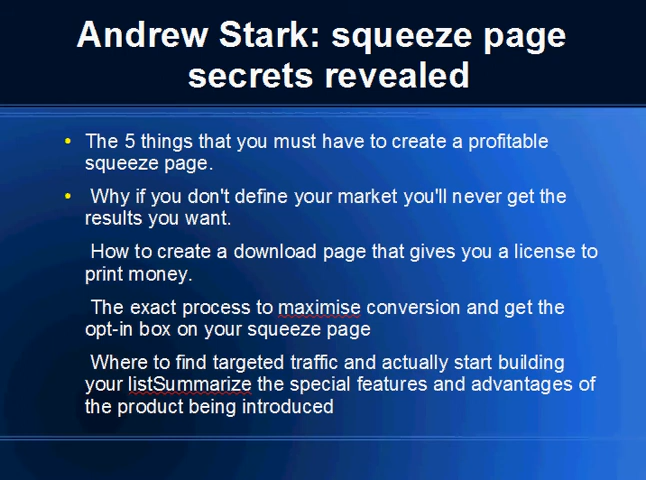 Andrew Stark: squeeze page
secrets revealed
• The 5 things that you must have to create a profitable
squeeze page.
• Why if you don't define your market you'll never get the
results you want.
How to create a download page that gives you a license to
print money.
The exact process to maximise conversion and get the
opt-in box on your squeeze page
Where to find targeted traffic and actually start building
your listSummarize the special features and advantages of
the product being introduced